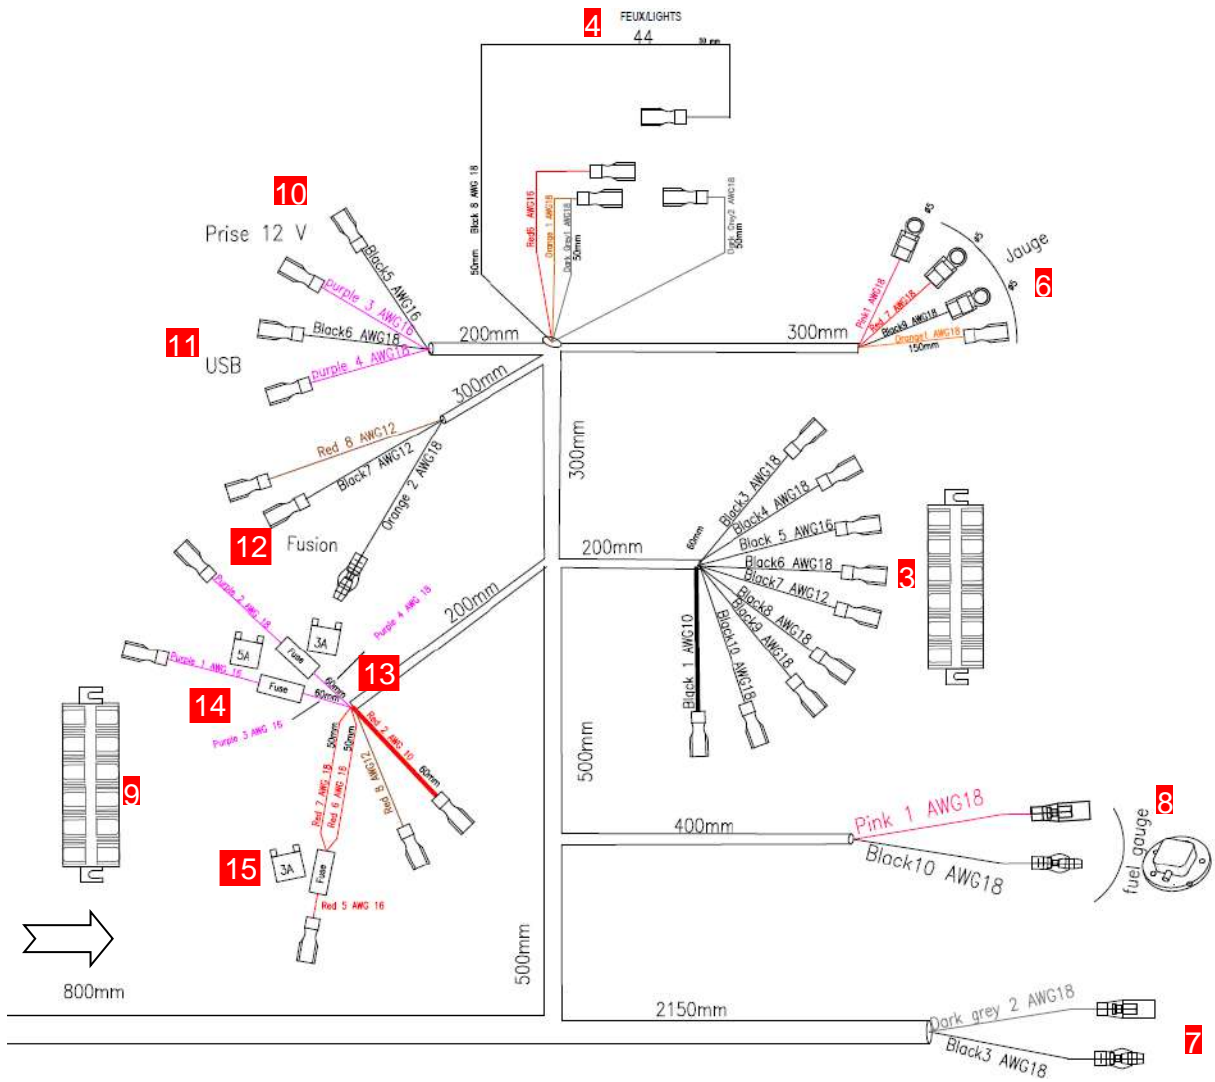 4
FEUX/LIGHTS
44
50 mm
50mm Black 8 AWG 18
Red6 AWG16
Orange 1 AWG18
Dark Grey1 AWG18
50mm
Dark Grey2 AWG18
50mm
10
Prise 12 V
Black5 AWG16
purple 3 AWG16
Black6 AWG18
purple 4 AWG18
11
USB
200mm
300mm
ø5
ø5
ø5
Jauge
6
Pink1 AWG18
Red 7 AWG18
Black9 AWG18
Orange1 AWG18
150mm
300mm
Red 8 AWG12
Black7 AWG12
Orange 2 AWG18
12
Fusion
300mm
200mm
60mm
Black3 AWG18
Black4 AWG18
Black 5 AWG16
Black6 AWG18
Black7 AWG12
Black8 AWG18
Black9 AWG18
Black10 AWG18
Black 1 AWG10
3
200mm
Purple 2 AWG 18
Purple 4 AWG 18
3A
5A
Fuse
60mm
13
Purple 1 AWG 16
Fuse
60mm
14
Purple 3 AWG 16
50mm
50mm
Red 7 AWG 18
Red 6 AWG 16
Red 2 AWG 10
60mm
Red 8 AWG12
9
15
3A
Fuse
Red 5 AWG 16
500mm
400mm
Pink 1 AWG18
Black10 AWG18
8
fuel gauge
800mm
500mm
2150mm
Dark grey 2 AWG18
Black3 AWG18
7